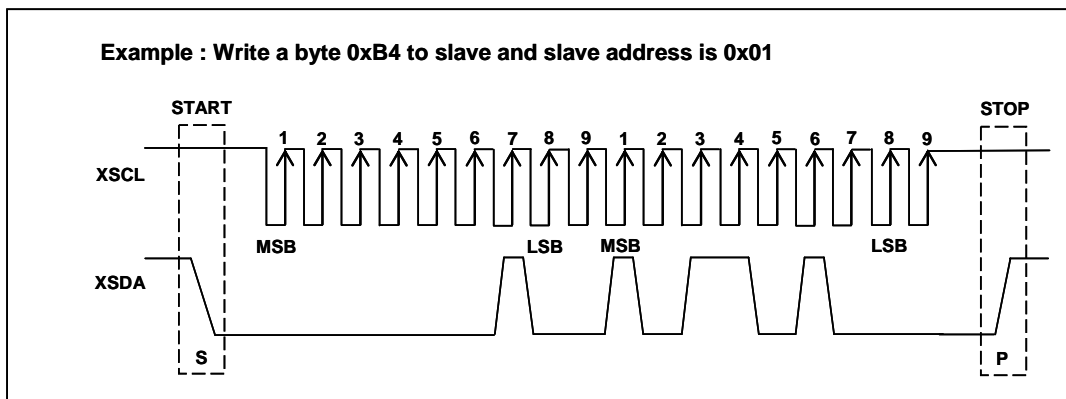 Example : Write a byte 0xB4 to slave and slave address is 0x01
START STOP
1 2 3 4 5 6 7 8 9 1 2 3 4 5 6 7 8 9
XSCL
MSB LSB MSB LSB
XSDA
S P